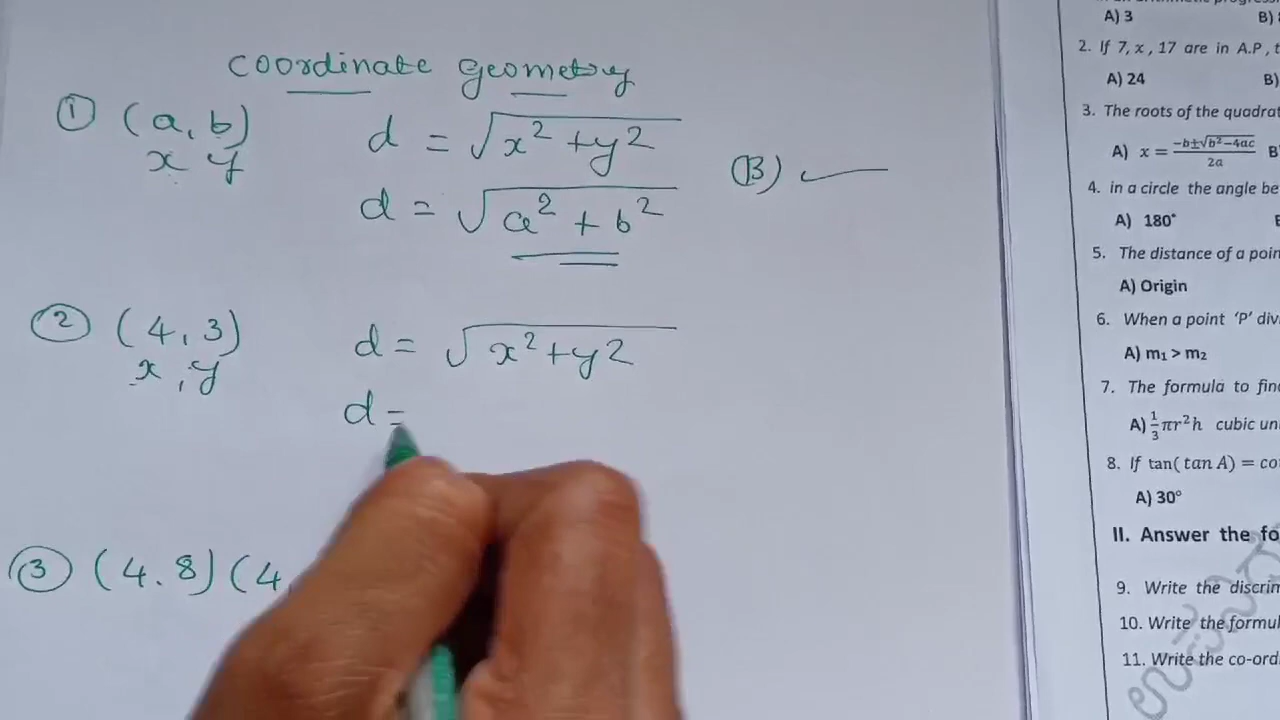 coordinate geometry
① (a, b) d = √x² + y²
x y
d = √a² + b²
(B)
② (4, 3) d = √x² + y²
x, y
d =
③ (4. 8) (4,
A) 3 B)
2. If 7, x , 17 are in A.P ,
A) 24 B)
3. The roots of the quadrat
A) x = -b±√b²−4ac / 2a B
4. in a circle the angle be
A) 180°
5. The distance of a poin
A) Origin
6. When a point 'P' div
A) m₁ > m₂
7. The formula to find
A) 1/3 πr²h cubic un
8. If tan( tan A) = co
A) 30°
II. Answer the fo
9. Write the discrim
10. Write the formul
11. Write the co-ord